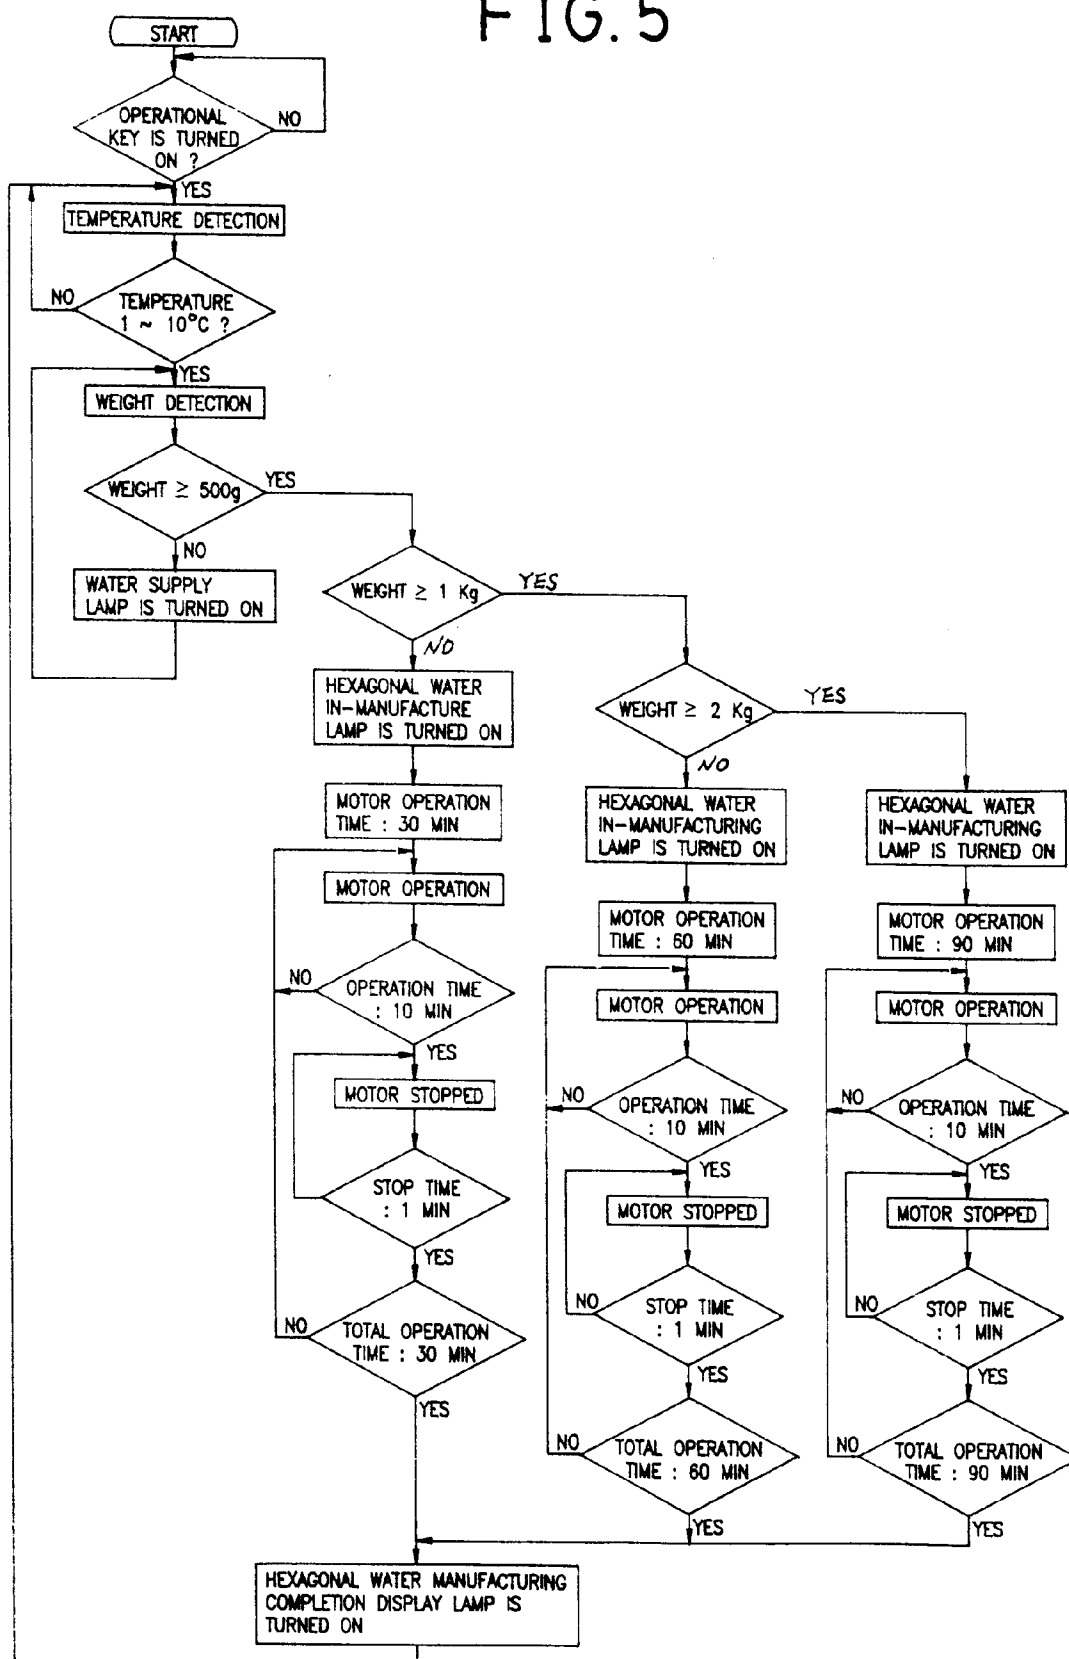 FIG. 5
START
OPERATIONAL
KEY IS TURNED
ON ?
NO
YES
TEMPERATURE DETECTION
NO
TEMPERATURE
1 ~ 10°C ?
YES
WEIGHT DETECTION
WEIGHT ≥ 500g
YES
NO
WATER SUPPLY
LAMP IS TURNED ON
WEIGHT ≥ 1 Kg
YES
NO
HEXAGONAL WATER
IN-MANUFACTURE
LAMP IS TURNED ON
MOTOR OPERATION
TIME : 30 MIN
MOTOR OPERATION
NO
OPERATION TIME
: 10 MIN
YES
MOTOR STOPPED
STOP TIME
: 1 MIN
YES
NO
TOTAL OPERATION
TIME : 30 MIN
YES
WEIGHT ≥ 2 Kg
YES
NO
HEXAGONAL WATER
IN-MANUFACTURING
LAMP IS TURNED ON
MOTOR OPERATION
TIME : 60 MIN
MOTOR OPERATION
NO
OPERATION TIME
: 10 MIN
YES
MOTOR STOPPED
NO
STOP TIME
: 1 MIN
YES
NO
TOTAL OPERATION
TIME : 60 MIN
YES
HEXAGONAL WATER
IN-MANUFACTURING
LAMP IS TURNED ON
MOTOR OPERATION
TIME : 90 MIN
MOTOR OPERATION
NO
OPERATION TIME
: 10 MIN
YES
MOTOR STOPPED
NO
STOP TIME
: 1 MIN
YES
NO
TOTAL OPERATION
TIME : 90 MIN
YES
HEXAGONAL WATER MANUFACTURING
COMPLETION DISPLAY LAMP IS
TURNED ON